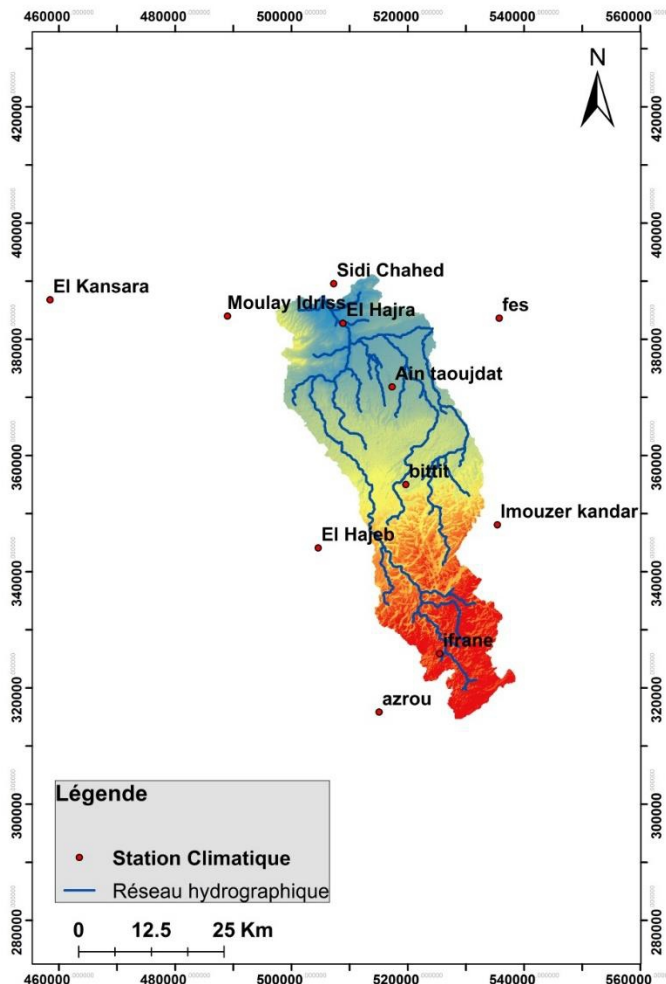 460000 480000 500000 520000 540000 560000
N
420000 420000
400000 400000
Sidi Chahed
El Kansara
Moulay Idriss
El Hajra
fes
380000 380000
Ain taoujdat
360000 360000
bittit
Imouzer kandar
El Hajeb
340000 340000
ifrane
320000 320000
azrou
300000 300000
Légende
Station Climatique
Réseau hydrographique
0 12.5 25 Km
280000 280000
460000 480000 500000 520000 540000 560000